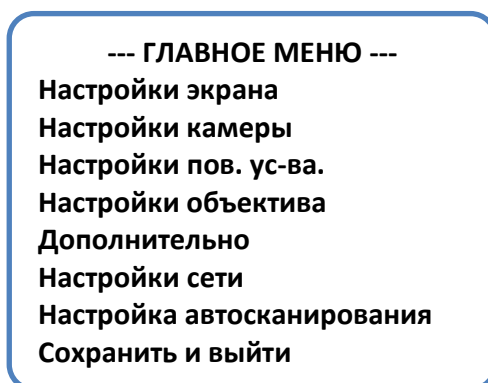 --- ГЛАВНОЕ МЕНЮ ---
Настройки экрана
Настройки камеры
Настройки пов. ус-ва.
Настройки объектива
Дополнительно
Настройки сети
Настройка автосканирования
Сохранить и выйти